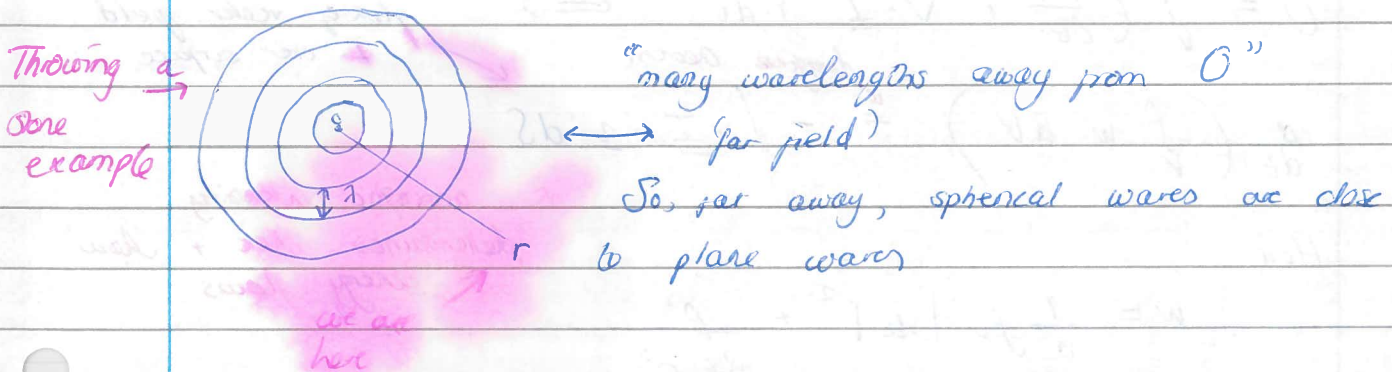 Throwing a
stone
example
λ
r
we are
here
"many wavelengths away from O"
(far field)
So, far away, spherical waves are close
to plane waves